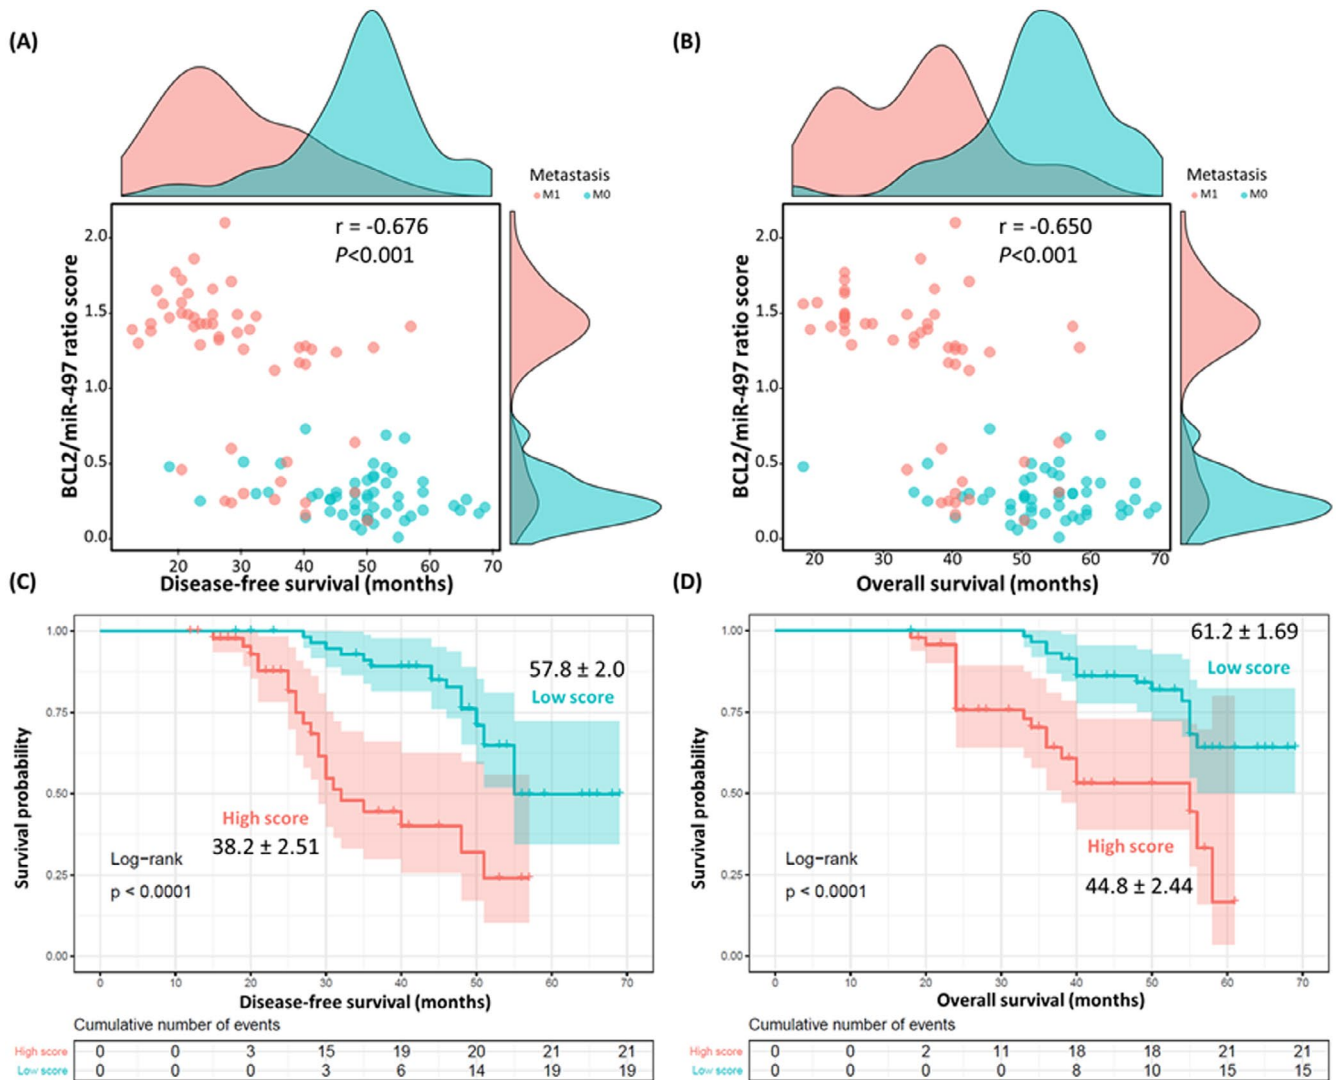 (A)
Metastasis
M1 M0
r = -0.676
P<0.001
BCL2/miR-497 ratio score
2.0
1.5
1.0
0.5
0.0
20 30 40 50 60 70
Disease-free survival (months)
(B)
Metastasis
M1 M0
r = -0.650
P<0.001
BCL2/miR-497 ratio score
2.0
1.5
1.0
0.5
0.0
20 30 40 50 60 70
Overall survival (months)
(C)
Survival probability
1.00
0.75
0.50
0.25
0.00
57.8 ± 2.0
Low score
High score
38.2 ± 2.51
Log-rank
p < 0.0001
0 10 20 30 40 50 60 70
Disease-free survival (months)
Cumulative number of events
High score 0 0 3 15 19 20 21 21
Low score 0 0 0 3 6 14 19 19
(D)
Survival probability
1.00
0.75
0.50
0.25
0.00
61.2 ± 1.69
Low score
High score
44.8 ± 2.44
Log-rank
p < 0.0001
0 10 20 30 40 50 60 70
Overall survival (months)
Cumulative number of events
High score 0 0 2 11 18 18 21 21
Low score 0 0 0 0 8 10 15 15